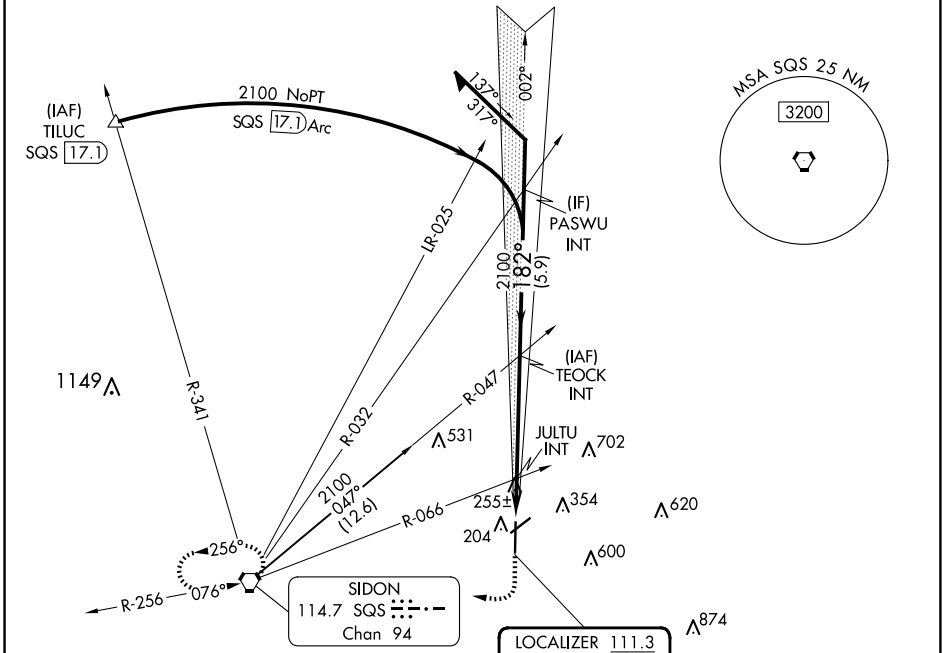 2100 NoPT
SQS 17.1 Arc
(IAF)
TILUC
SQS 17.1
137°
317°
002°
MSA SQS 25 NM
3200
(IF)
PASWU
INT
LR-025
2100
182°
(5.9)
R-341
R-032
1149
R-047
(IAF)
TEOCK
INT
531
JULTU
INT
702
2100
047°
(12.6)
R-066
255±
354
620
204
600
256°
076°
R-256
SIDON
114.7 SQS
Chan 94
874
LOCALIZER 111.3